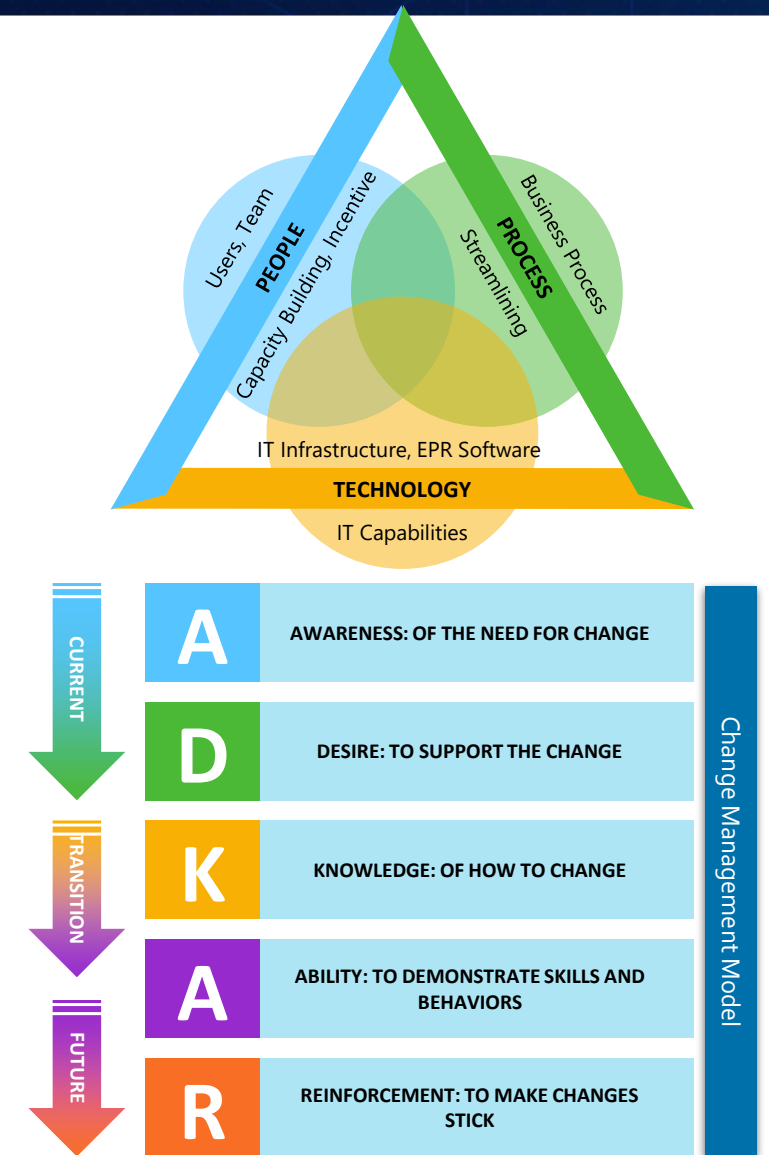 Users, Team
PEOPLE
Capacity Building, Incentive
Business Process
PROCESS
Streamlining
IT Infrastructure, EPR Software
TECHNOLOGY
IT Capabilities
CURRENT
A
AWARENESS: OF THE NEED FOR CHANGE
D
DESIRE: TO SUPPORT THE CHANGE
TRANSITION
K
KNOWLEDGE: OF HOW TO CHANGE
A
ABILITY: TO DEMONSTRATE SKILLS AND
BEHAVIORS
FUTURE
R
REINFORCEMENT: TO MAKE CHANGES
STICK
Change Management Model